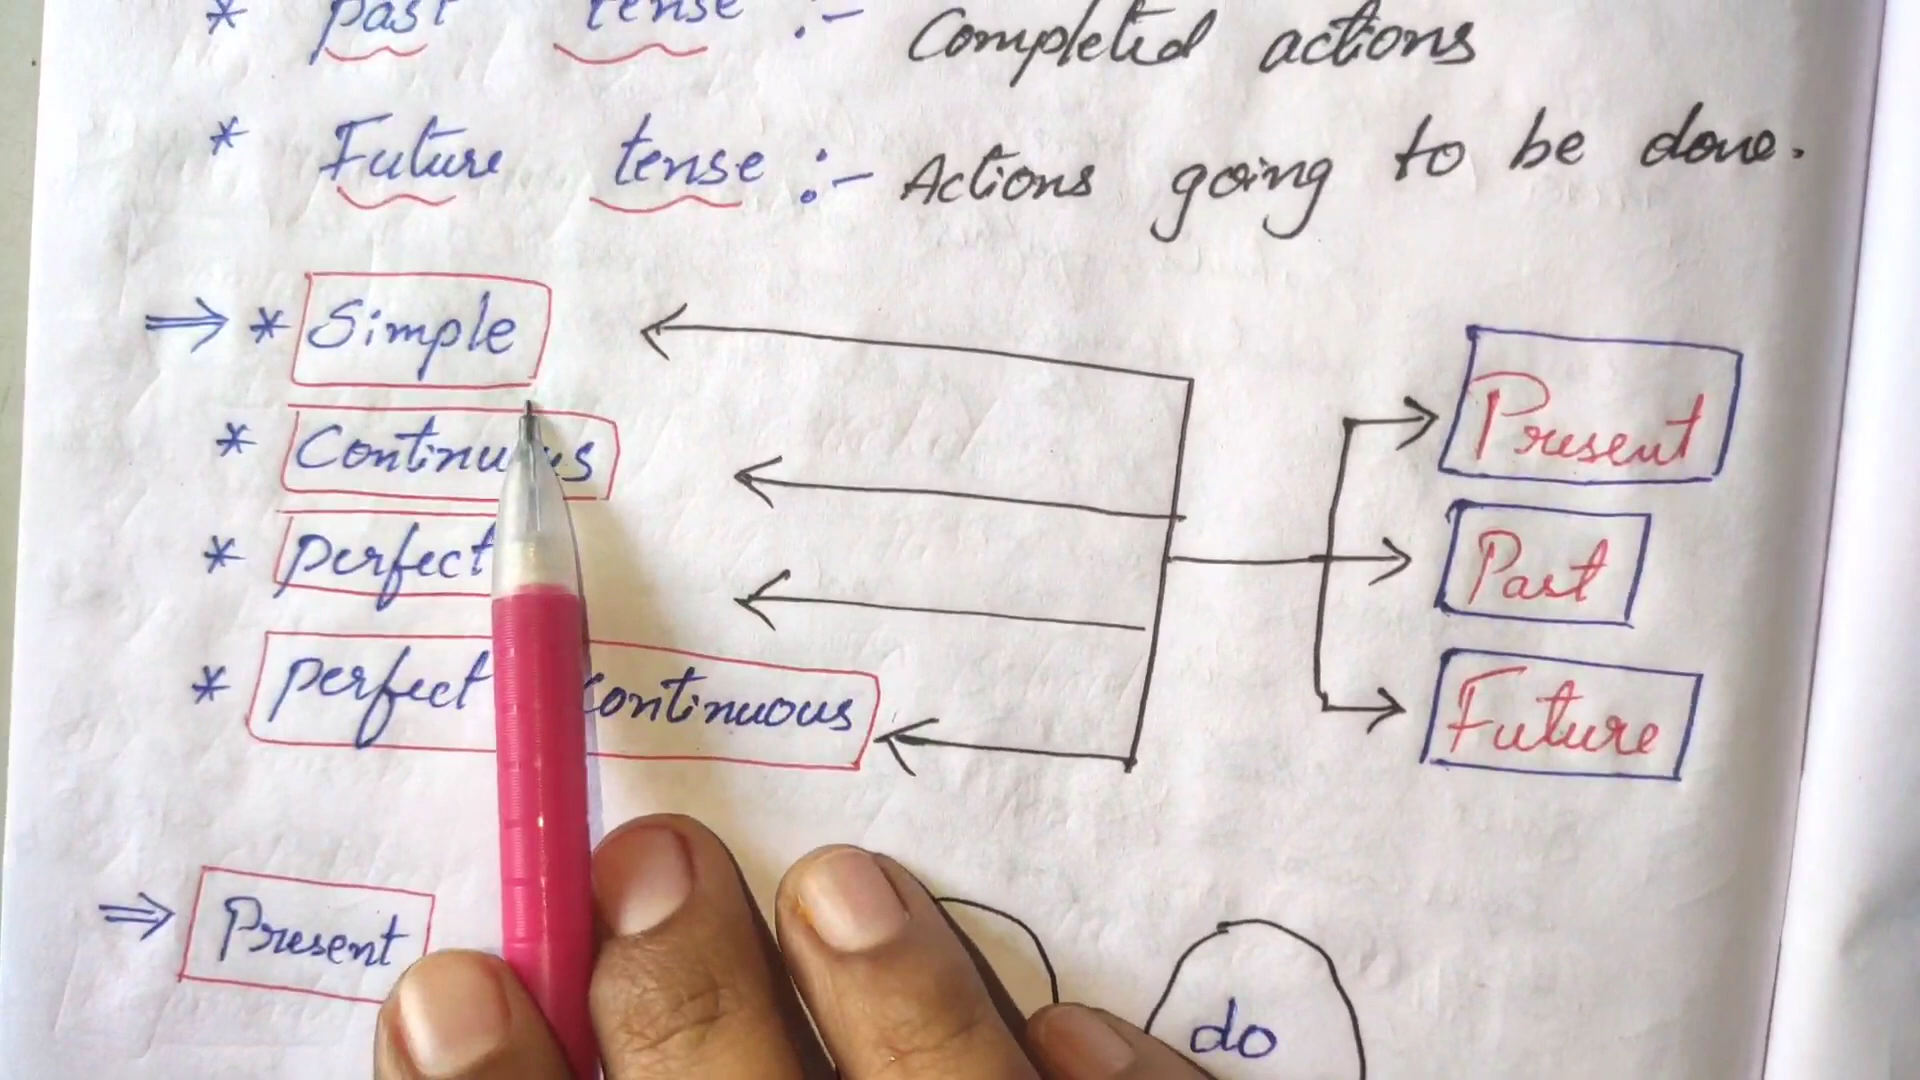 * past tense :- Completed actions
* Future tense :- Actions going to be done.
⇒ * Simple
* Continuous
* perfect
* perfect continuous
Present
Past
Future
⇒ Present
do